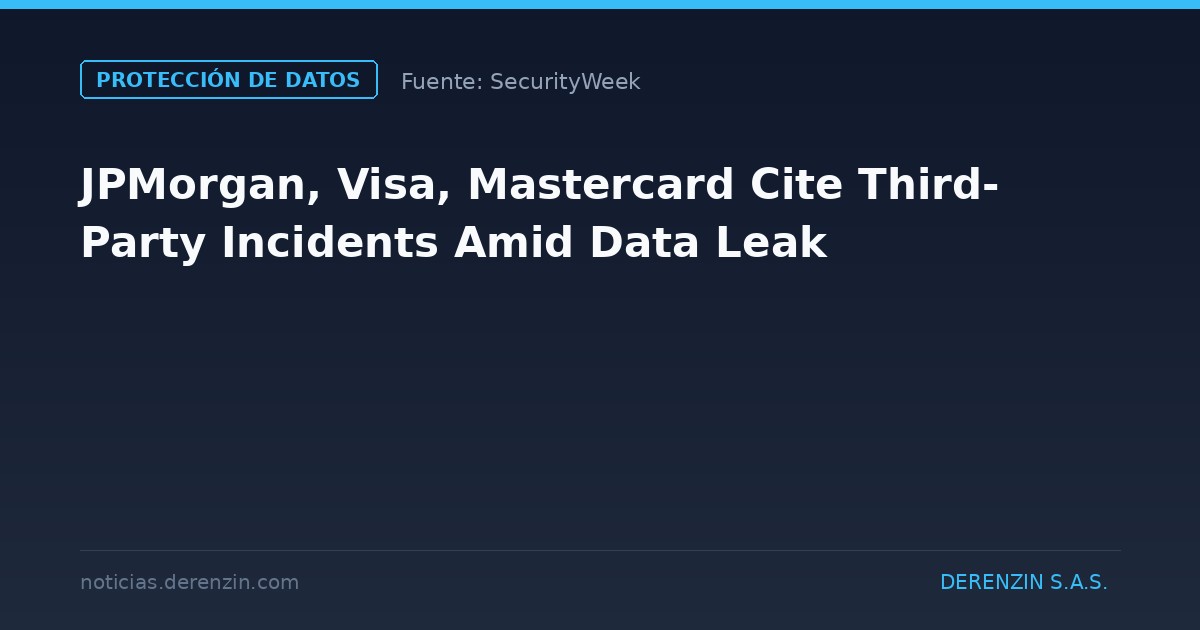 PROTECCIÓN DE DATOS Fuente: SecurityWeek
JPMorgan, Visa, Mastercard Cite Third-
Party Incidents Amid Data Leak
noticias.derenzin.com DERENZIN S.A.S.